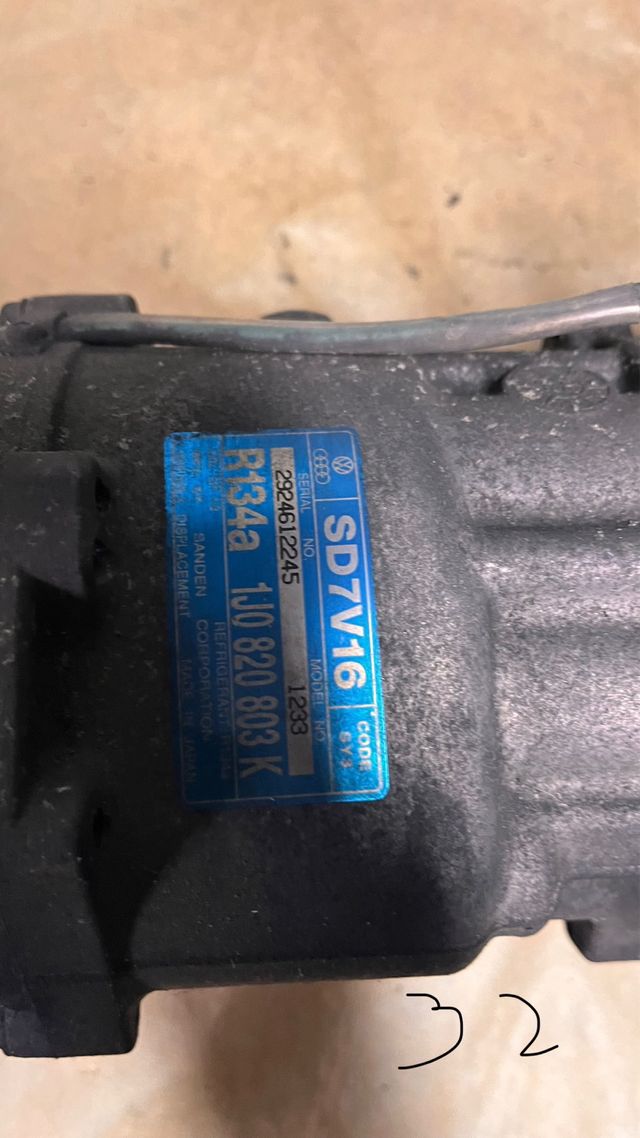 SD7V16
CODE
SY3
SERIAL NO.
MODEL NO.
2924612245 1233
REFRIGERANT
R134a 1J0 820 803 K
SANDEN CORPORATION
DISPLACEMENT MADE IN JAPAN
32